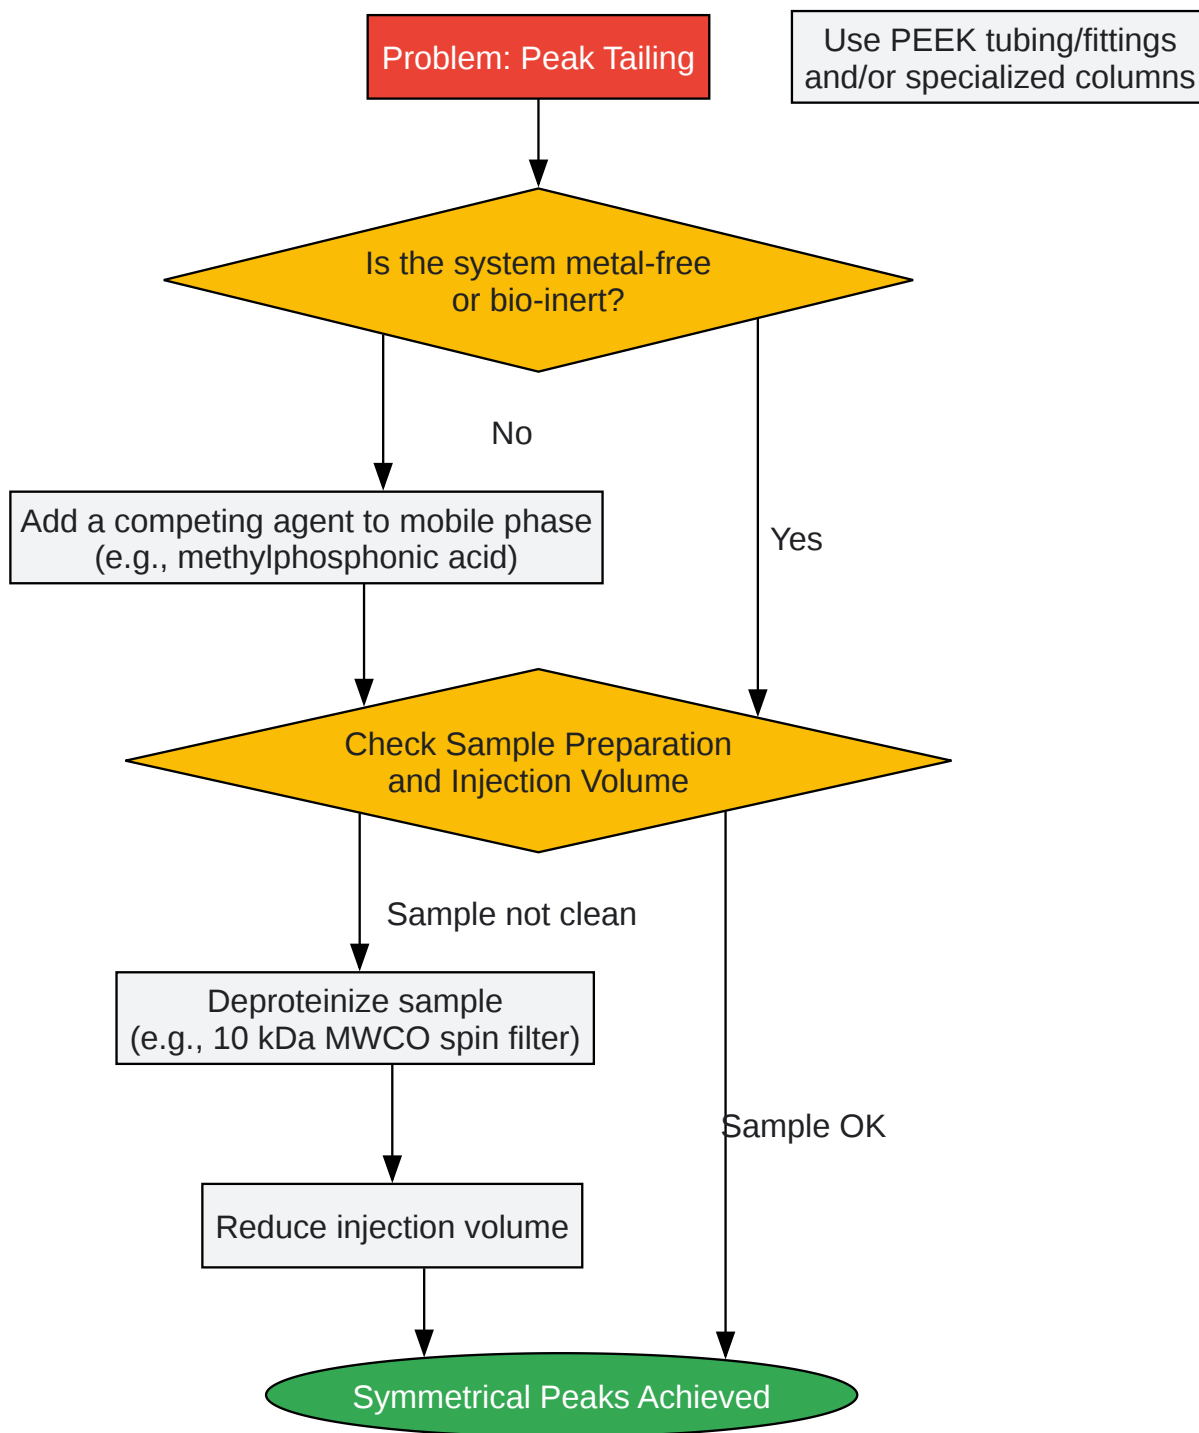 Problem: Peak Tailing
Use PEEK tubing/fittings
and/or specialized columns
Is the system metal-free
or bio-inert?
No
Add a competing agent to mobile phase
(e.g., methylphosphonic acid)
Yes
Check Sample Preparation
and Injection Volume
Sample not clean
Deproteinize sample
(e.g., 10 kDa MWCO spin filter)
Sample OK
Reduce injection volume
Symmetrical Peaks Achieved